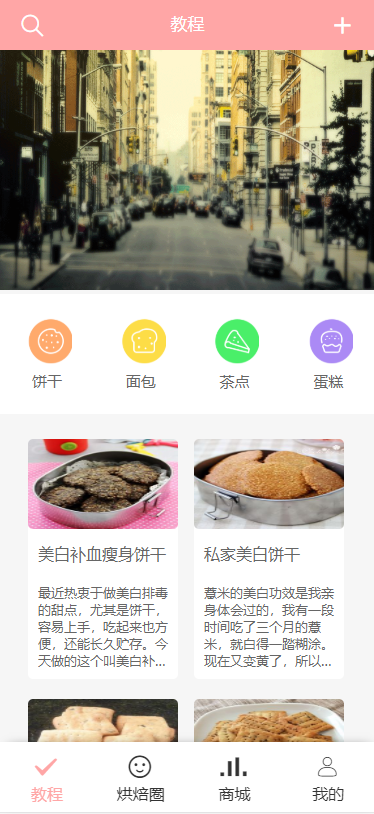 教程
饼干
面包
茶点
蛋糕
美白补血瘦身饼干
私家美白饼干
最近热衷于做美白排毒
的甜点，尤其是饼干，
容易上手，吃起来也方
便，还能长久贮存。今
天做的这个叫美白补...
薏米的美白功效是我亲
身体会过的，我有一段
时间吃了三个月的薏
米，就白得一踏糊涂。
现在又变黄了，所以...
教程
烘焙圈
商城
我的